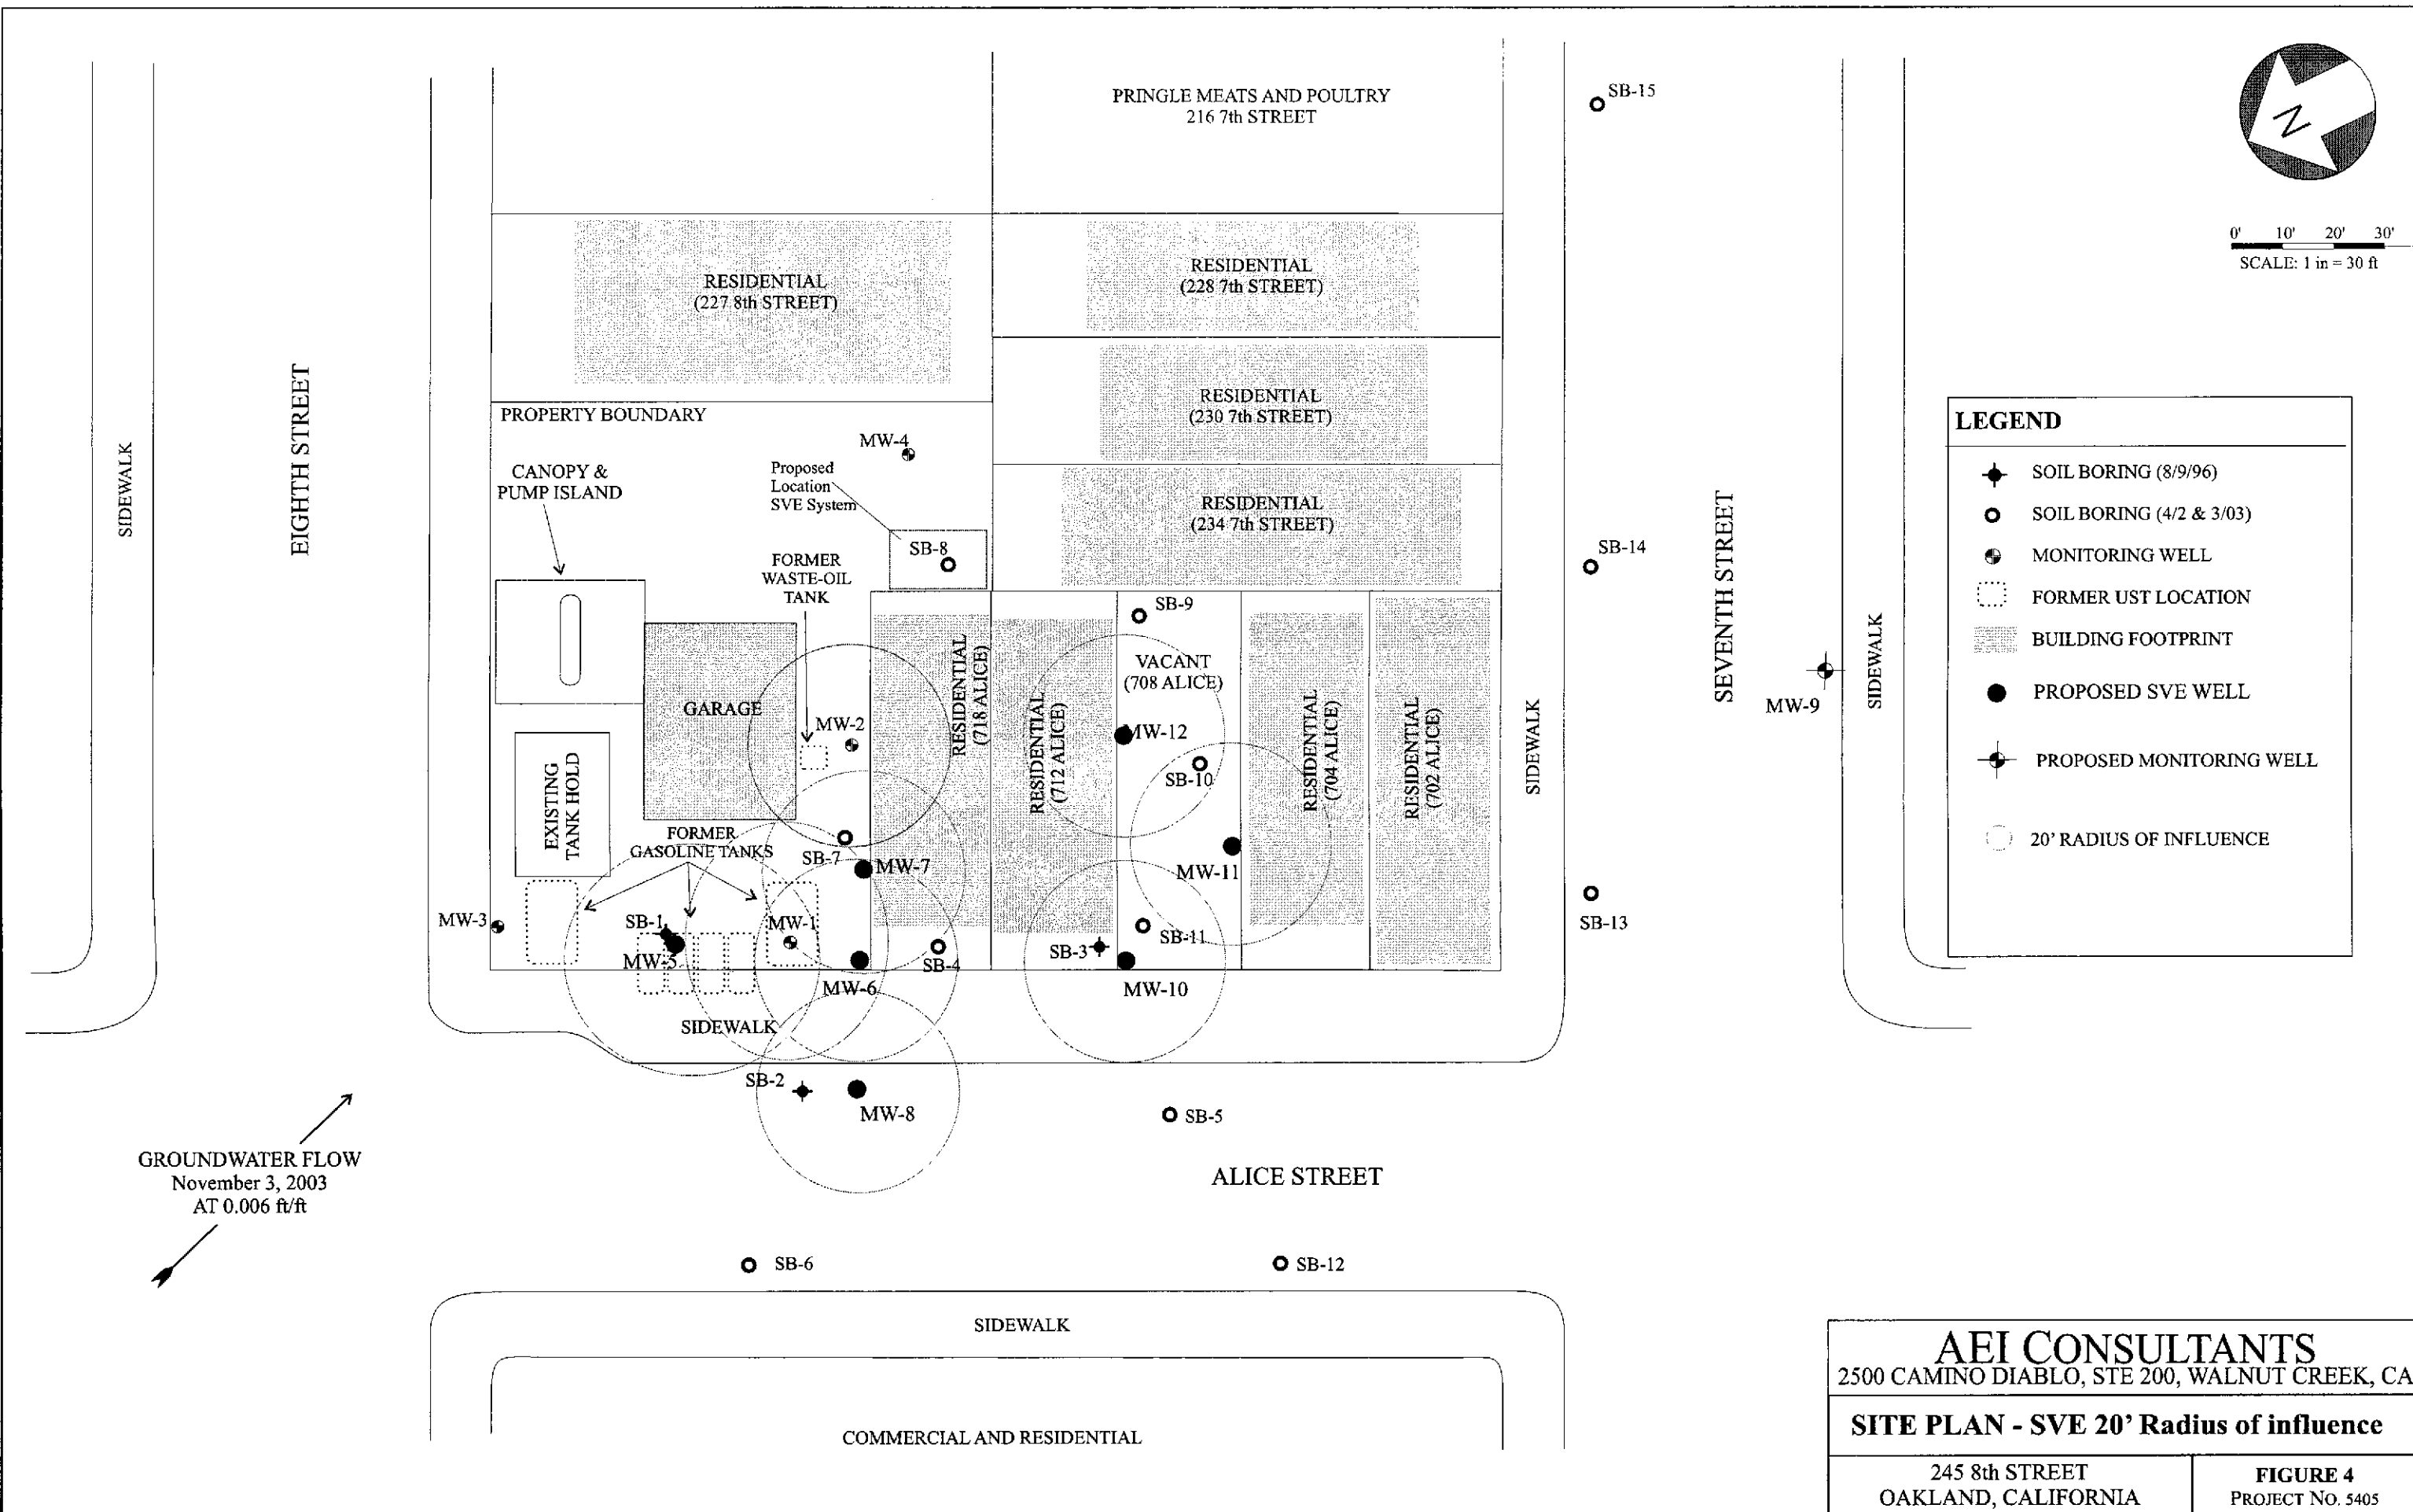 PRINGLE MEATS AND POULTRY
216 7th STREET
SB-15
N
0' 10' 20' 30'
SCALE: 1 in = 30 ft
RESIDENTIAL
(227 8th STREET)
RESIDENTIAL
(228 7th STREET)
RESIDENTIAL
(230 7th STREET)
RESIDENTIAL
(234 7th STREET)
SIDEWALK
EIGHTH STREET
PROPERTY BOUNDARY
CANOPY &
PUMP ISLAND
MW-4
Proposed
Location
SVE System
SB-8
FORMER
WASTE-OIL
TANK
SB-14
SEVENTH STREET
SB-9
VACANT
(708 ALICE)
RESIDENTIAL
(718 ALICE)
RESIDENTIAL
(712 ALICE)
RESIDENTIAL
(704 ALICE)
RESIDENTIAL
(702 ALICE)
SIDEWALK
MW-9
SIDEWALK
GARAGE
MW-2
MW-12
SB-10
EXISTING
TANK HOLD
FORMER
GASOLINE TANKS
SB-7
MW-7
MW-11
MW-3
SB-1
MW-1
MW-5
SB-4
SB-3
SB-11
SB-13
MW-6
MW-10
SIDEWALK
SB-2
MW-8
SB-5
ALICE STREET
GROUNDWATER FLOW
November 3, 2003
AT 0.006 ft/ft
SB-6
SB-12
SIDEWALK
COMMERCIAL AND RESIDENTIAL
LEGEND
SOIL BORING (8/9/96)
SOIL BORING (4/2 & 3/03)
MONITORING WELL
FORMER UST LOCATION
BUILDING FOOTPRINT
PROPOSED SVE WELL
PROPOSED MONITORING WELL
20' RADIUS OF INFLUENCE
AEI CONSULTANTS
2500 CAMINO DIABLO, STE 200, WALNUT CREEK, CA
SITE PLAN - SVE 20' Radius of influence
245 8th STREET
OAKLAND, CALIFORNIA
FIGURE 4
PROJECT NO. 5405